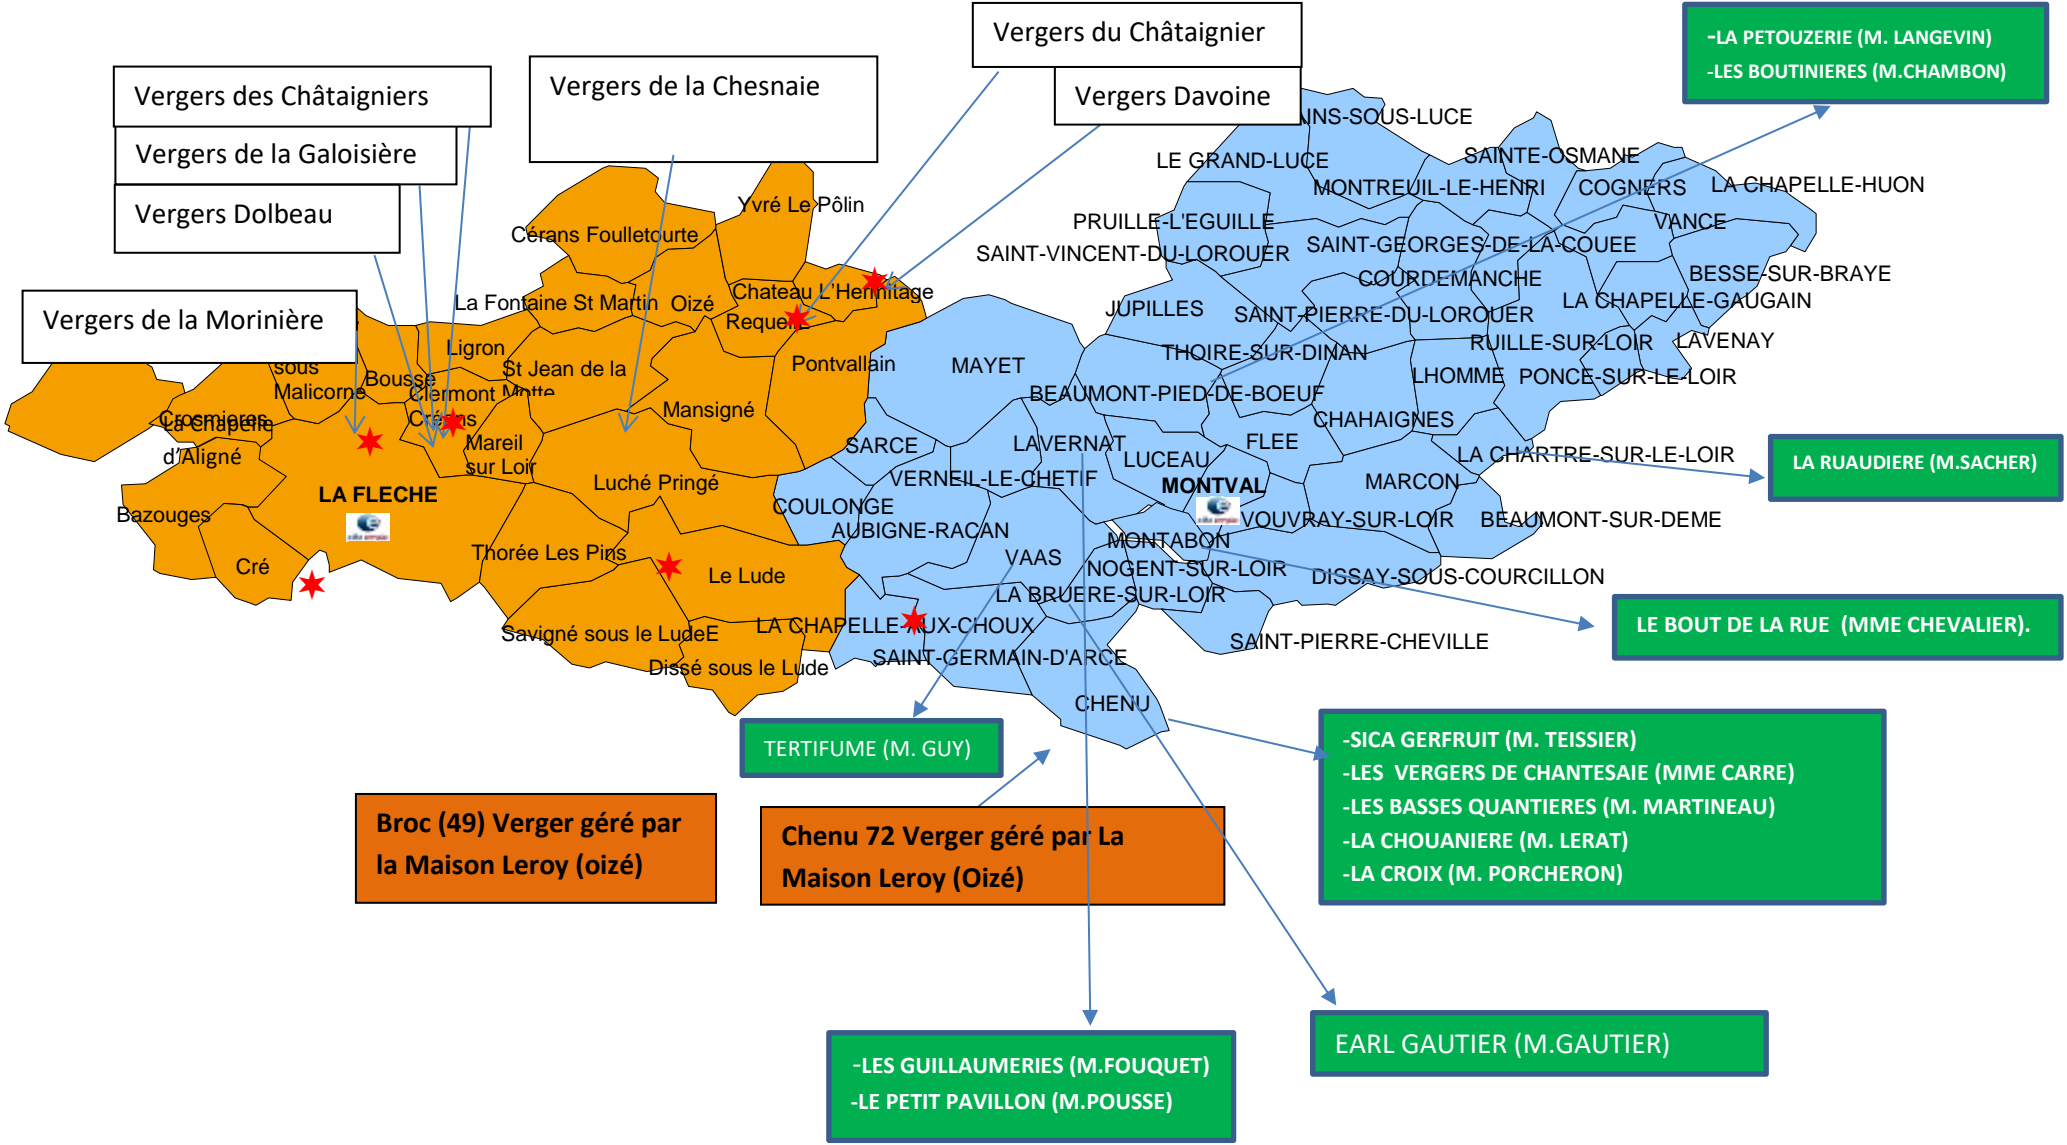 Vergers du Châtaignier
-LA PETOUZERIE (M. LANGEVIN)
-LES BOUTINIERES (M.CHAMBON)
Vergers des Châtaigniers
Vergers de la Chesnaie
Vergers Davoine
Vergers de la Galoisière
Vergers Dolbeau
Vergers de la Morinière
AINS-SOUS-LUCE
LE GRAND-LUCE
SAINTE-OSMANE
MONTREUIL-LE-HENRI
COGNERS
LA CHAPELLE-HUON
Yvré Le Pôlin
PRUILLE-L'EGUILLE
VANCE
Cérans Foulletourte
SAINT-VINCENT-DU-LOROUER
SAINT-GEORGES-DE-LA-COUEE
COURDEMANCHE
BESSE-SUR-BRAYE
La Fontaine St Martin
Oizé
Chateau L'Hermitage
JUPILLES
LA CHAPELLE-GAUGAIN
Requeil
SAINT-PIERRE-DU-LOROUER
Ligron
RUILLE-SUR-LOIR
LAVENAY
THOIRE-SUR-DINAN
Pontvallain
MAYET
sous
Malicorne
Bousse
St Jean de la
Motte
LHOMME
PONCE-SUR-LE-LOIR
BEAUMONT-PIED-DE-BOEUF
Clermont
Créans
Mansigné
CHAHAIGNES
Crosmieres
La Chapelle
d'Aligné
Mareil
sur Loir
SARCE
LAVERNAT
FLEE
LUCEAU
LA CHARTRE-SUR-LE-LOIR
LA RUAUDIERE (M.SACHER)
LA FLECHE
Luché Pringé
VERNEIL-LE-CHETIF
MONTVAL
MARCON
COULONGE
Bazouges
AUBIGNE-RACAN
VOUVRAY-SUR-LOIR
BEAUMONT-SUR-DEME
Thorée Les Pins
VAAS
MONTABON
Cré
Le Lude
NOGENT-SUR-LOIR
DISSAY-SOUS-COURCILLON
LA BRUERE-SUR-LOIR
LE BOUT DE LA RUE (MME CHEVALIER).
Savigné sous le LudeE
LA CHAPELLE-AUX-CHOUX
SAINT-PIERRE-CHEVILLE
Dissé sous le Lude
SAINT-GERMAIN-D'ARCE
CHENU
TERTIFUME (M. GUY)
-SICA GERFRUIT (M. TEISSIER)
-LES VERGERS DE CHANTESAIE (MME CARRE)
-LES BASSES QUANTIERES (M. MARTINEAU)
-LA CHOUANIERE (M. LERAT)
-LA CROIX (M. PORCHERON)
Broc (49) Verger géré par
la Maison Leroy (oizé)
Chenu 72 Verger géré par La
Maison Leroy (Oizé)
EARL GAUTIER (M.GAUTIER)
-LES GUILLAUMERIES (M.FOUQUET)
-LE PETIT PAVILLON (M.POUSSE)